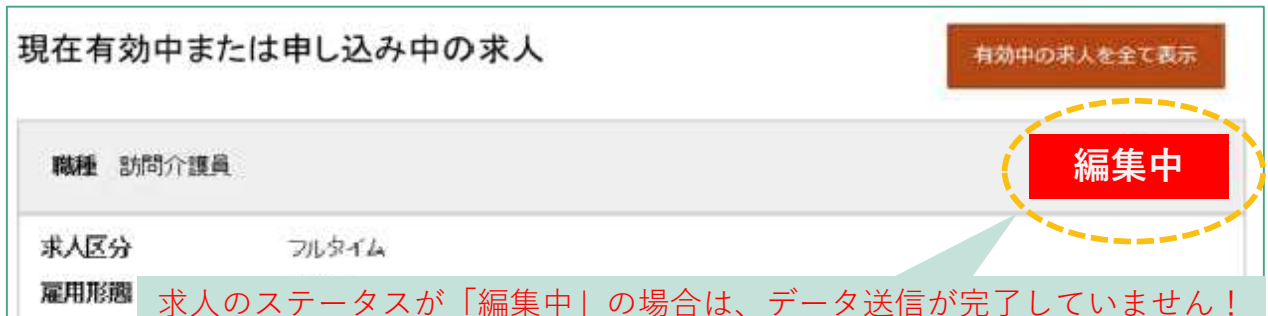 現在有効中または申し込み中の求人
有効中の求人を全て表示
職種 訪問介護員
編集中
求人区分 フルタイム
雇用形態
求人のステータスが「編集中」の場合は、データ送信が完了していません!